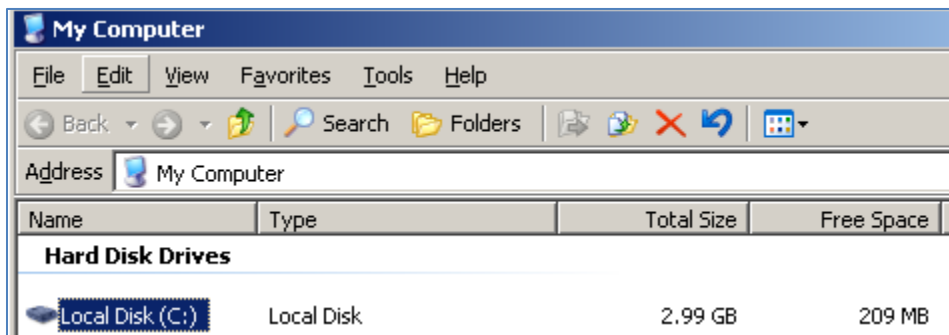 My Computer
File Edit View Favorites Tools Help
Back Search Folders
Address My Computer
Name Type Total Size Free Space
Hard Disk Drives
Local Disk (C:) Local Disk 2.99 GB 209 MB